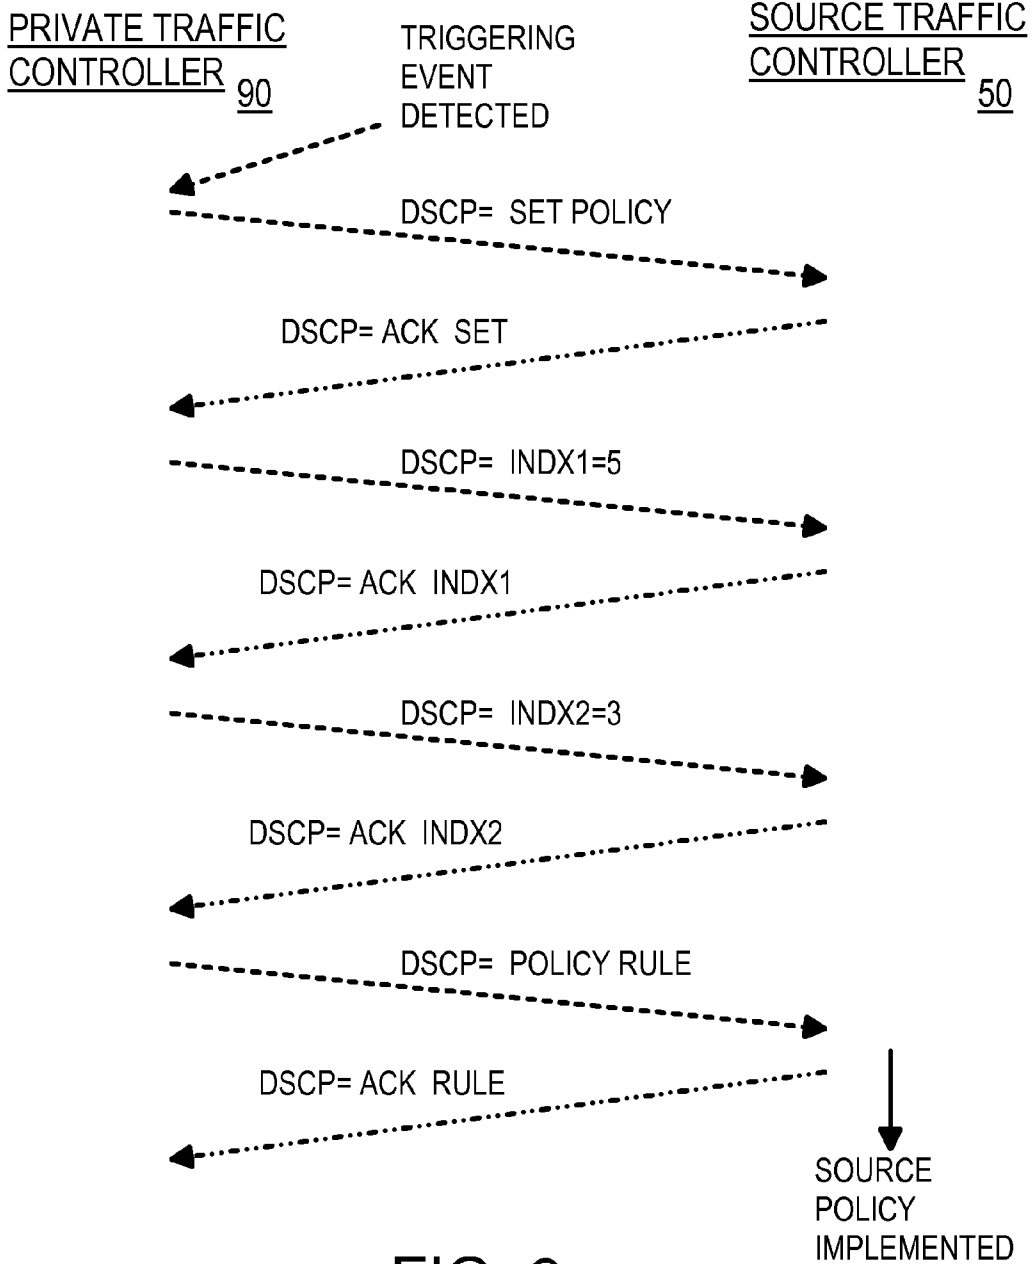 PRIVATE TRAFFIC
CONTROLLER 90
TRIGGERING
EVENT
DETECTED
SOURCE TRAFFIC
CONTROLLER 50
DSCP= SET POLICY
DSCP= ACK SET
DSCP= INDX1=5
DSCP= ACK INDX1
DSCP= INDX2=3
DSCP= ACK INDX2
DSCP= POLICY RULE
DSCP= ACK RULE
SOURCE
POLICY
IMPLEMENTED
FIG.